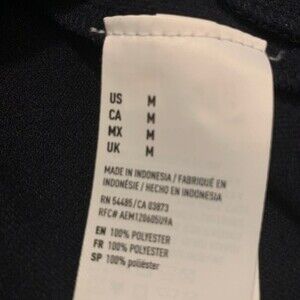 US M
CA M
MX M
UK M
MADE IN INDONESIA / FABRIQUÉ EN
INDONÉSIE / HECHO EN INDONESIA
RN 54485/CA 03873
RFC# AEM120605U9A
EN 100% POLYESTER
FR 100% POLYESTER
SP 100% poliéster